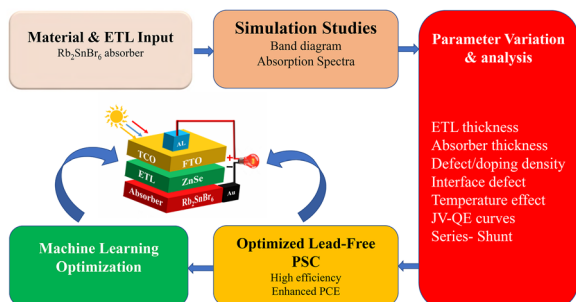 Material & ETL Input
Rb₂SnBr₆ absorber
Simulation Studies
Band diagram
Absorption Spectra
Parameter Variation
& analysis
ETL thickness
Absorber thickness
Defect/doping density
Interface defect
Temperature effect
JV-QE curves
Series- Shunt
AL
TCO FTO
+
-
ETL ZnSe
Absorber Rb₂SnBr₆
Au
Machine Learning
Optimization
Optimized Lead-Free
PSC
High efficiency
Enhanced PCE